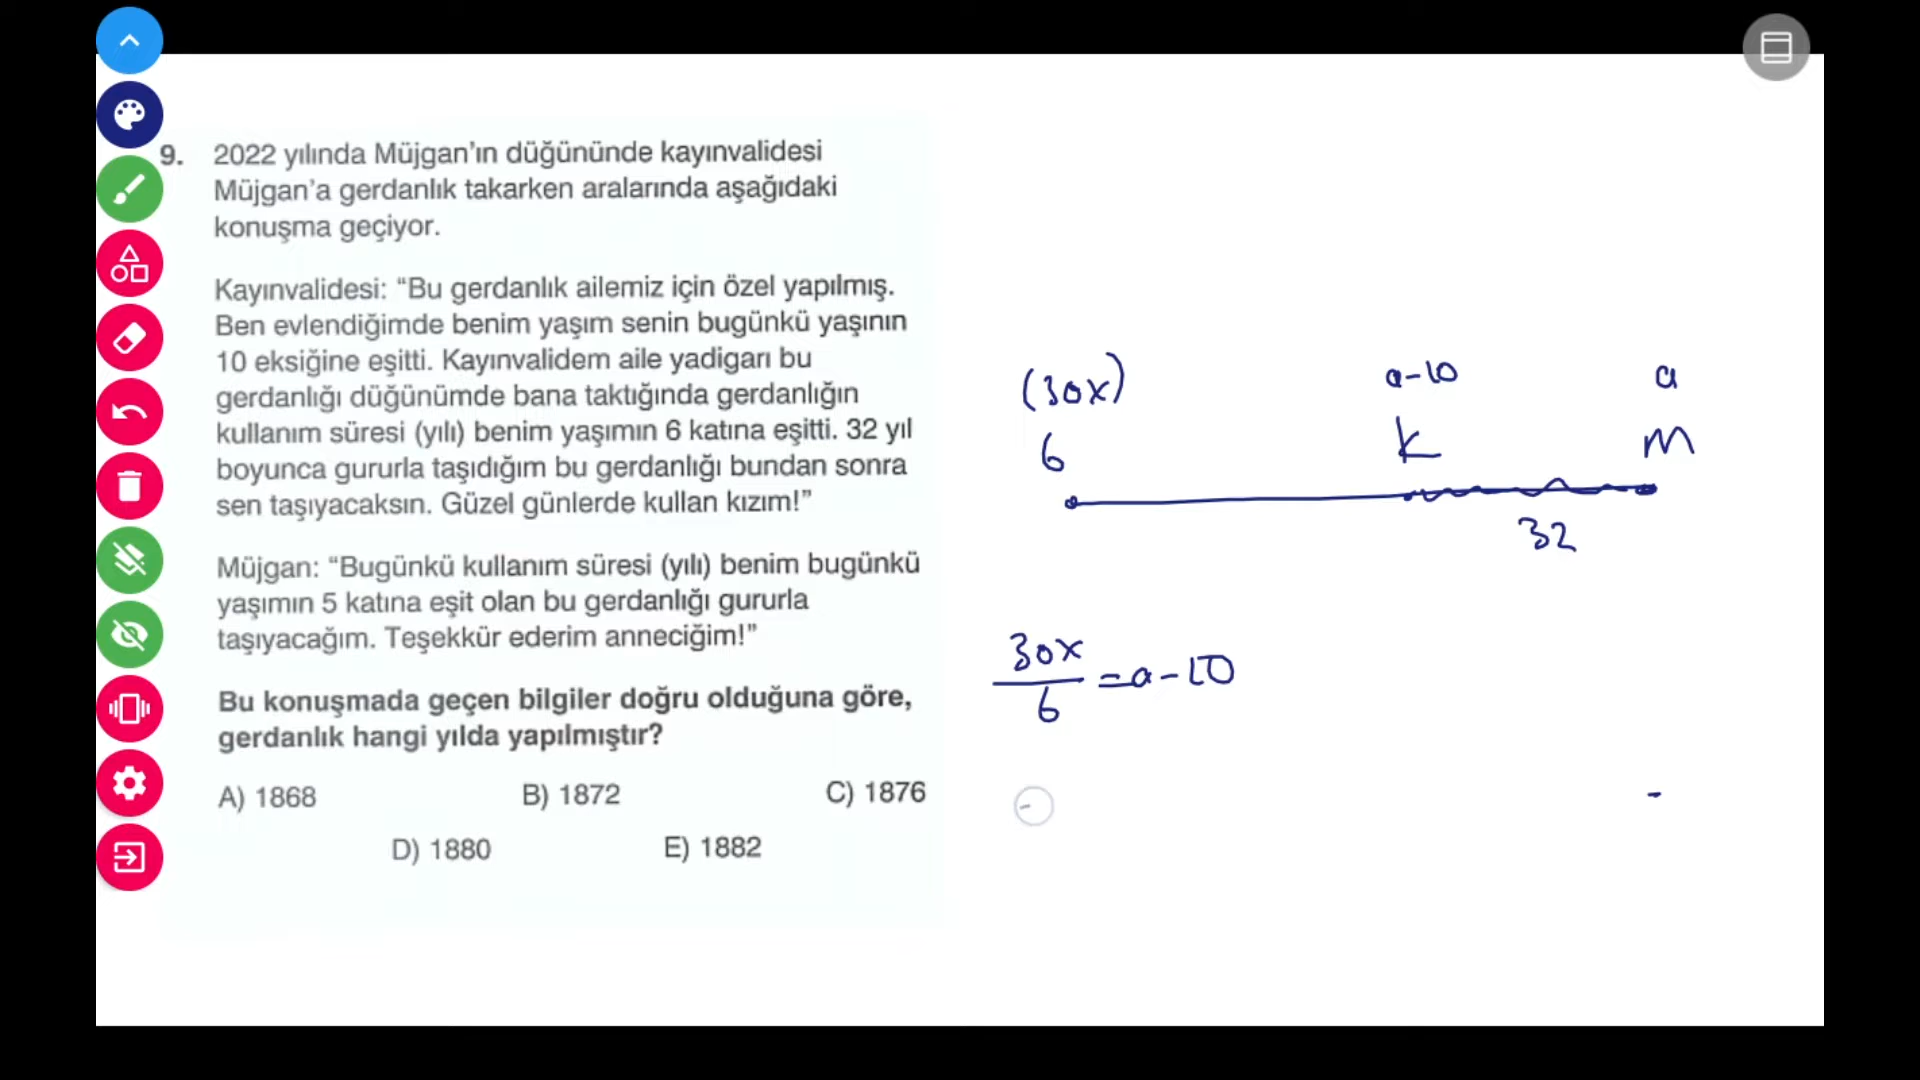 9. 2022 yılında Müjgan'ın düğününde kayınvalidesi
Müjgan'a gerdanlık takarken aralarında aşağıdaki
konuşma geçiyor.
Kayınvalidesi: “Bu gerdanlık ailemiz için özel yapılmış.
Ben evlendiğimde benim yaşım senin bugünkü yaşının
10 eksiğine eşitti. Kayınvalidem aile yadigarı bu
gerdanlığı düğünümde bana taktığında gerdanlığın
kullanım süresi (yılı) benim yaşımın 6 katına eşitti. 32 yıl
boyunca gururla taşıdığım bu gerdanlığı bundan sonra
sen taşıyacaksın. Güzel günlerde kullan kızım!”
Müjgan: “Bugünkü kullanım süresi (yılı) benim bugünkü
yaşımın 5 katına eşit olan bu gerdanlığı gururla
taşıyacağım. Teşekkür ederim anneciğim!”
Bu konuşmada geçen bilgiler doğru olduğuna göre,
gerdanlık hangi yılda yapılmıştır?
A) 1868 B) 1872 C) 1876
D) 1880 E) 1882
(30x) a-10 a
6 k m
32
30x
6 =a-10
-
-